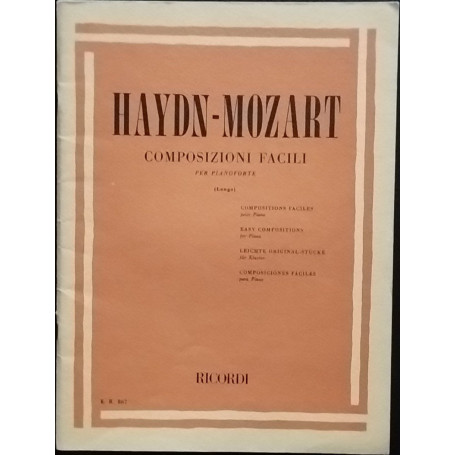 HAYDN-MOZART
COMPOSIZIONI FACILI
PER PIANOFORTE
(Longo)
COMPOSITIONS FACILES
pour Piano
EASY COMPOSITIONS
for Piano
LEICHTE ORIGINAL-STÜCKE
für Klavier
COMPOSICIONES FACILES
para Piano
RICORDI
E. R.